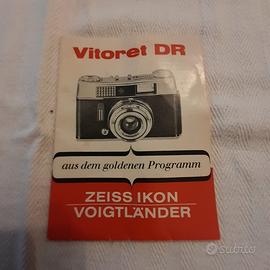 Vitoret DR
aus dem goldenen Programm
ZEISS IKON
VOIGTLÄNDER
subito